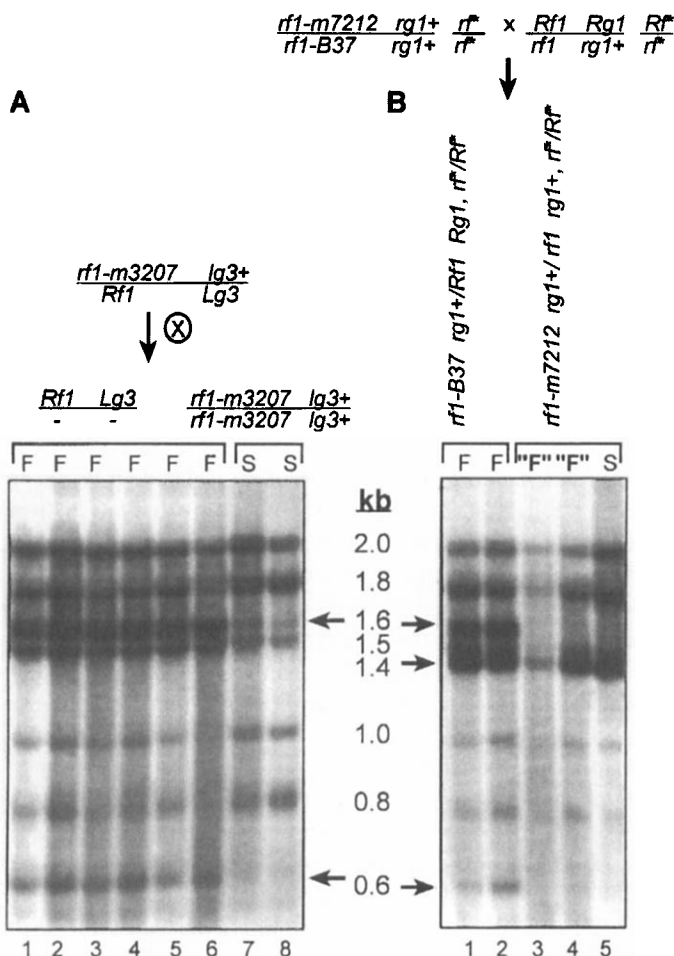 rf1-m7212 rg1+ rf* x Rf1 Rg1 Rf*
rf1-B37 rg1+ rf* rf1 rg1+ rf*
A
B
rf1-B37 rg1+/Rf1 Rg1, rf*/Rf*
rf1-m7212 rg1+/ rf1 rg1+, rf*/Rf*
rf1-m3207 lg3+
Rf1 Lg3
X
Rf1 Lg3
- -
rf1-m3207 lg3+
rf1-m3207 lg3+
F F F F F F S S
F F "F" "F" S
kb
2.0
1.8
1.6
1.5
1.4
1.0
0.8
0.6
1 2 3 4 5 6 7 8
1 2 3 4 5